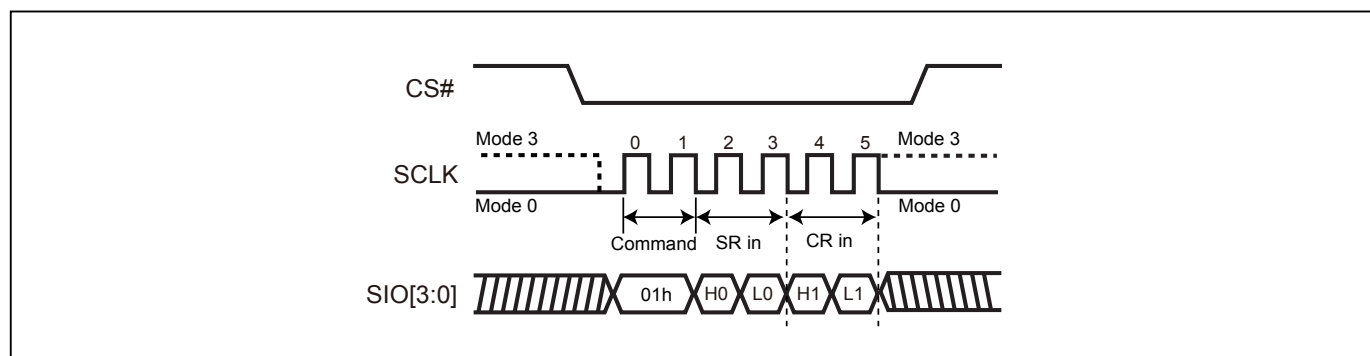 CS#
Mode 3
0 1 2 3 4 5
Mode 3
SCLK
Mode 0
Mode 0
Command
SR in
CR in
SIO[3:0]
01h
H0
L0
H1
L1